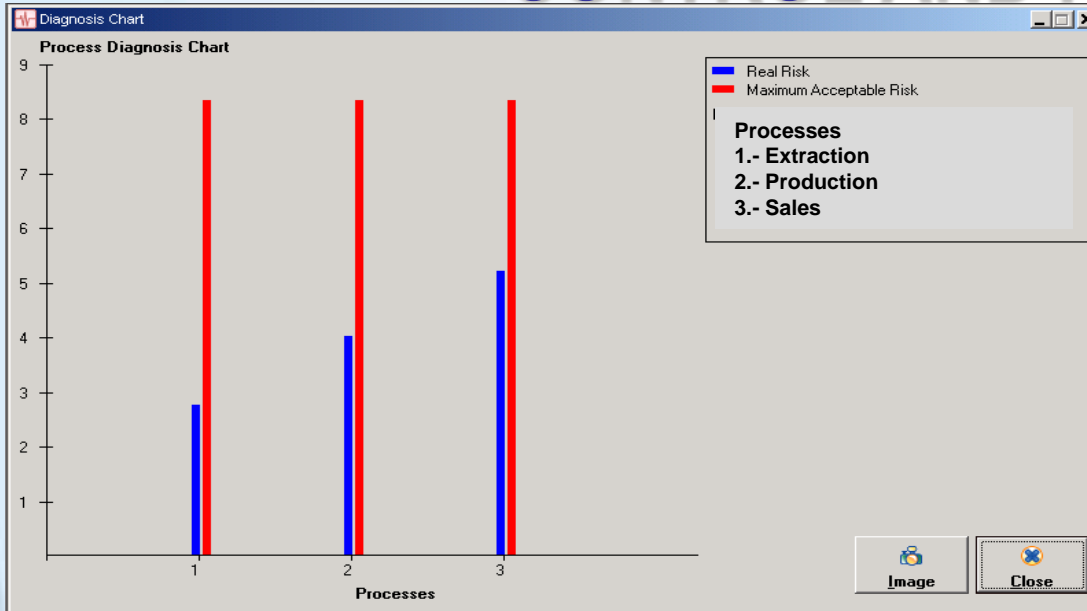 Diagnosis Chart
Process Diagnosis Chart
9
8
7
6
5
4
3
2
1
1 2 3
Processes
Real Risk
Maximum Acceptable Risk
Processes
1.- Extraction
2.- Production
3.- Sales
Image
Close